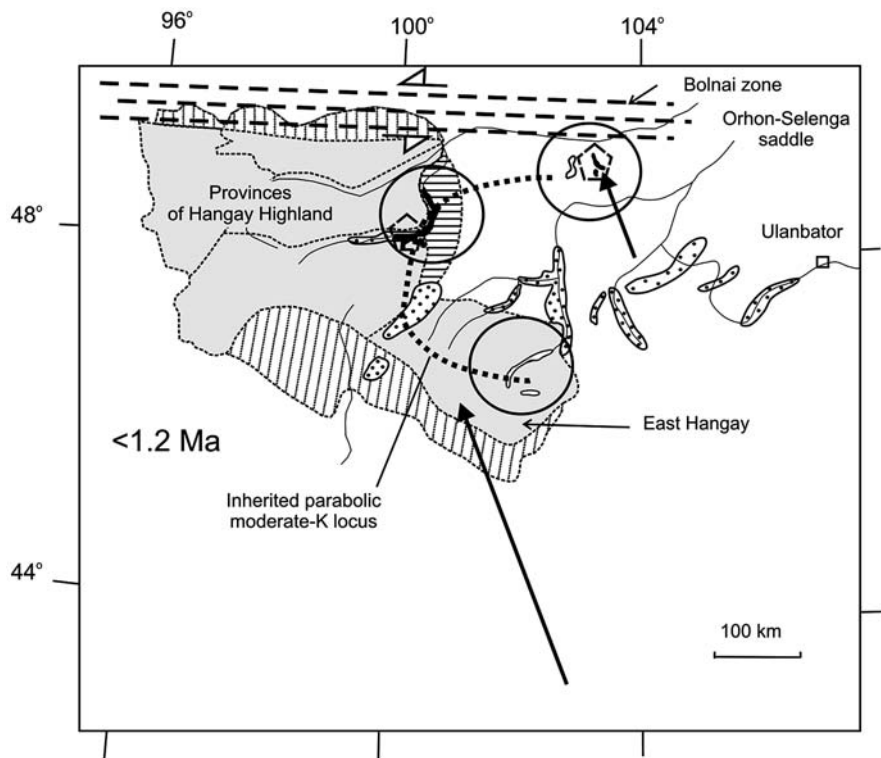 96°
100°
104°
Bolnai zone
Orhon-Selenga
saddle
Provinces
of Hangay Highland
48°
Ulanbator
<1.2 Ma
East Hangay
Inherited parabolic
moderate-K locus
44°
100 km